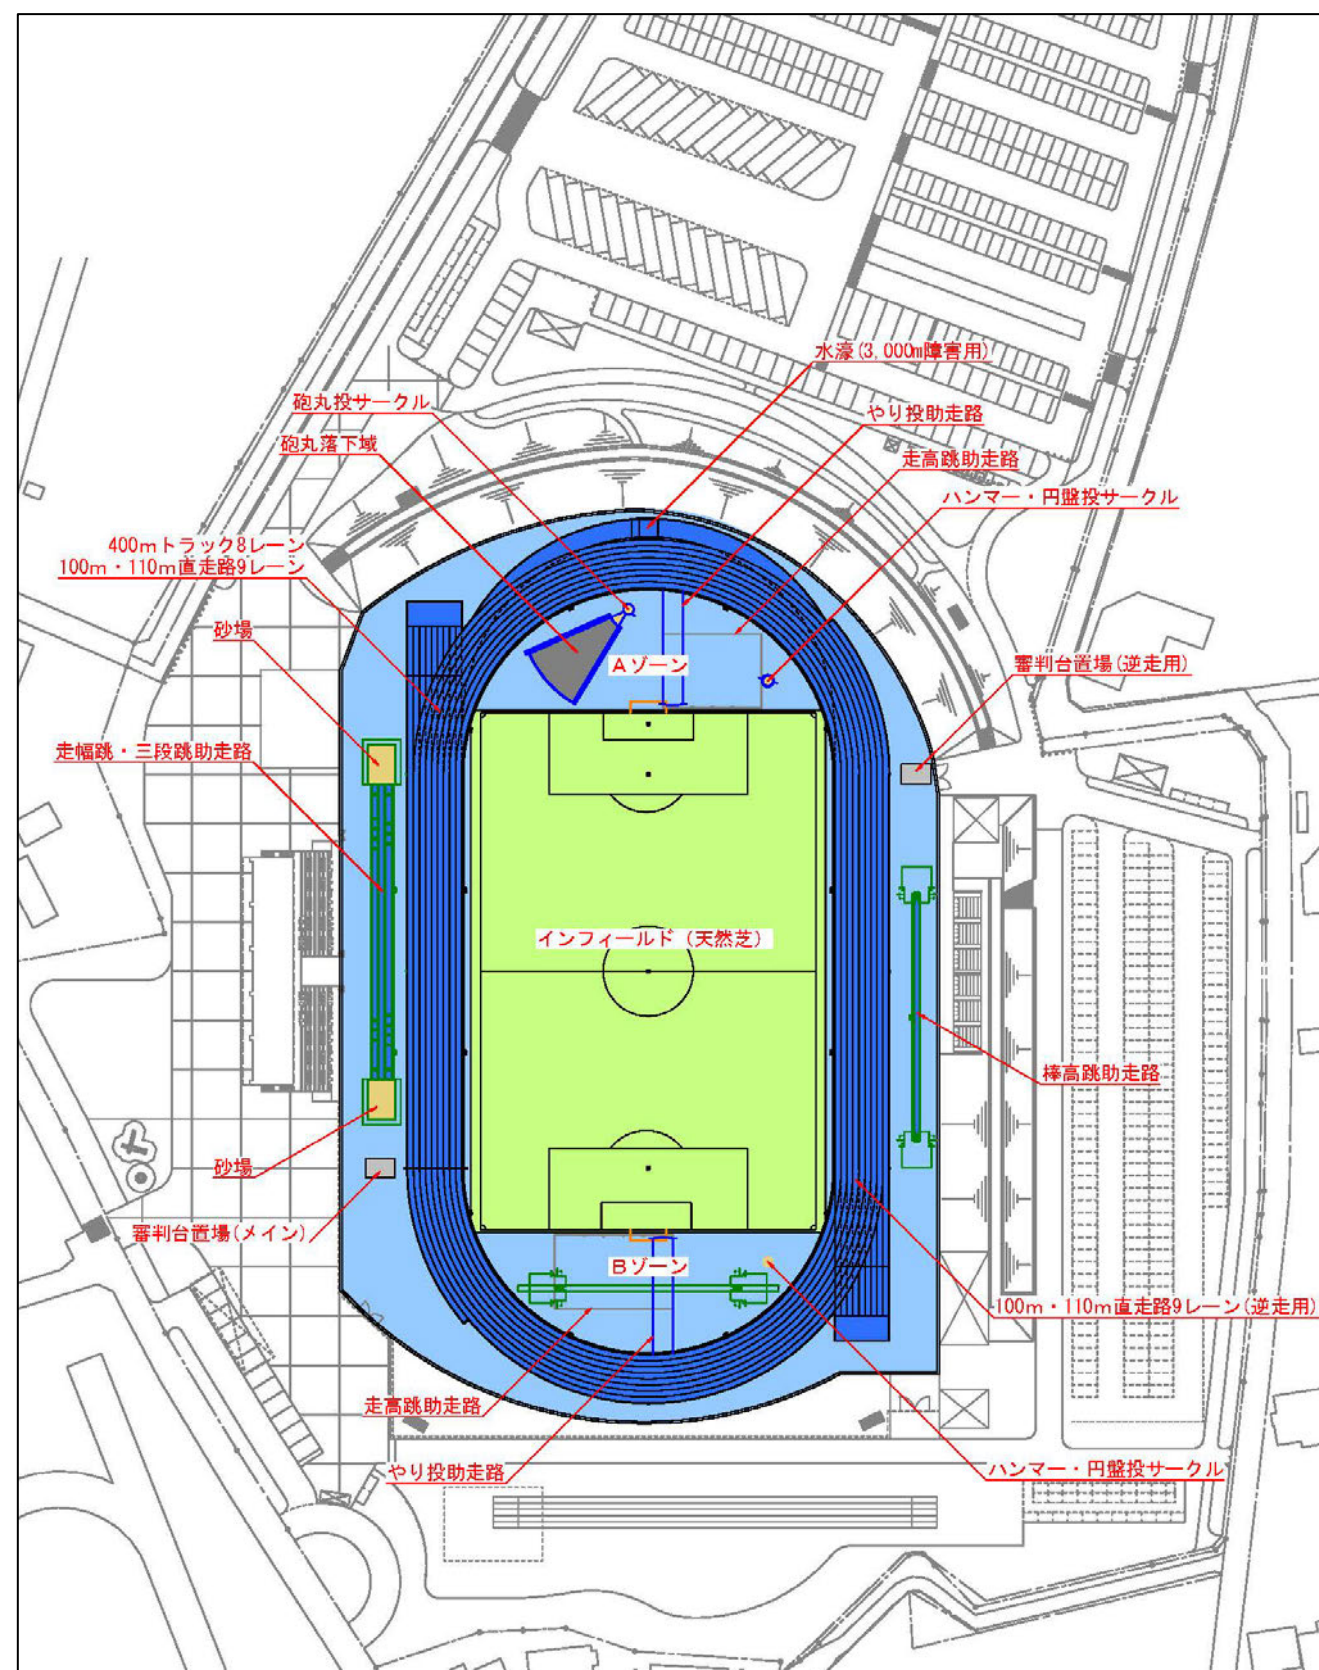 水濠(3,000m障害用)
砲丸投サークル
やり投助走路
砲丸落下域
走高跳助走路
ハンマー・円盤投サークル
400mトラック8レーン
100m・110m直走路9レーン
砂場
Aゾーン
審判台置場(逆走用)
走幅跳・三段跳助走路
インフィールド(天然芝)
棒高跳助走路
砂場
審判台置場(メイン)
Bゾーン
100m・110m直走路9レーン(逆走用)
走高跳助走路
やり投助走路
ハンマー・円盤投サークル